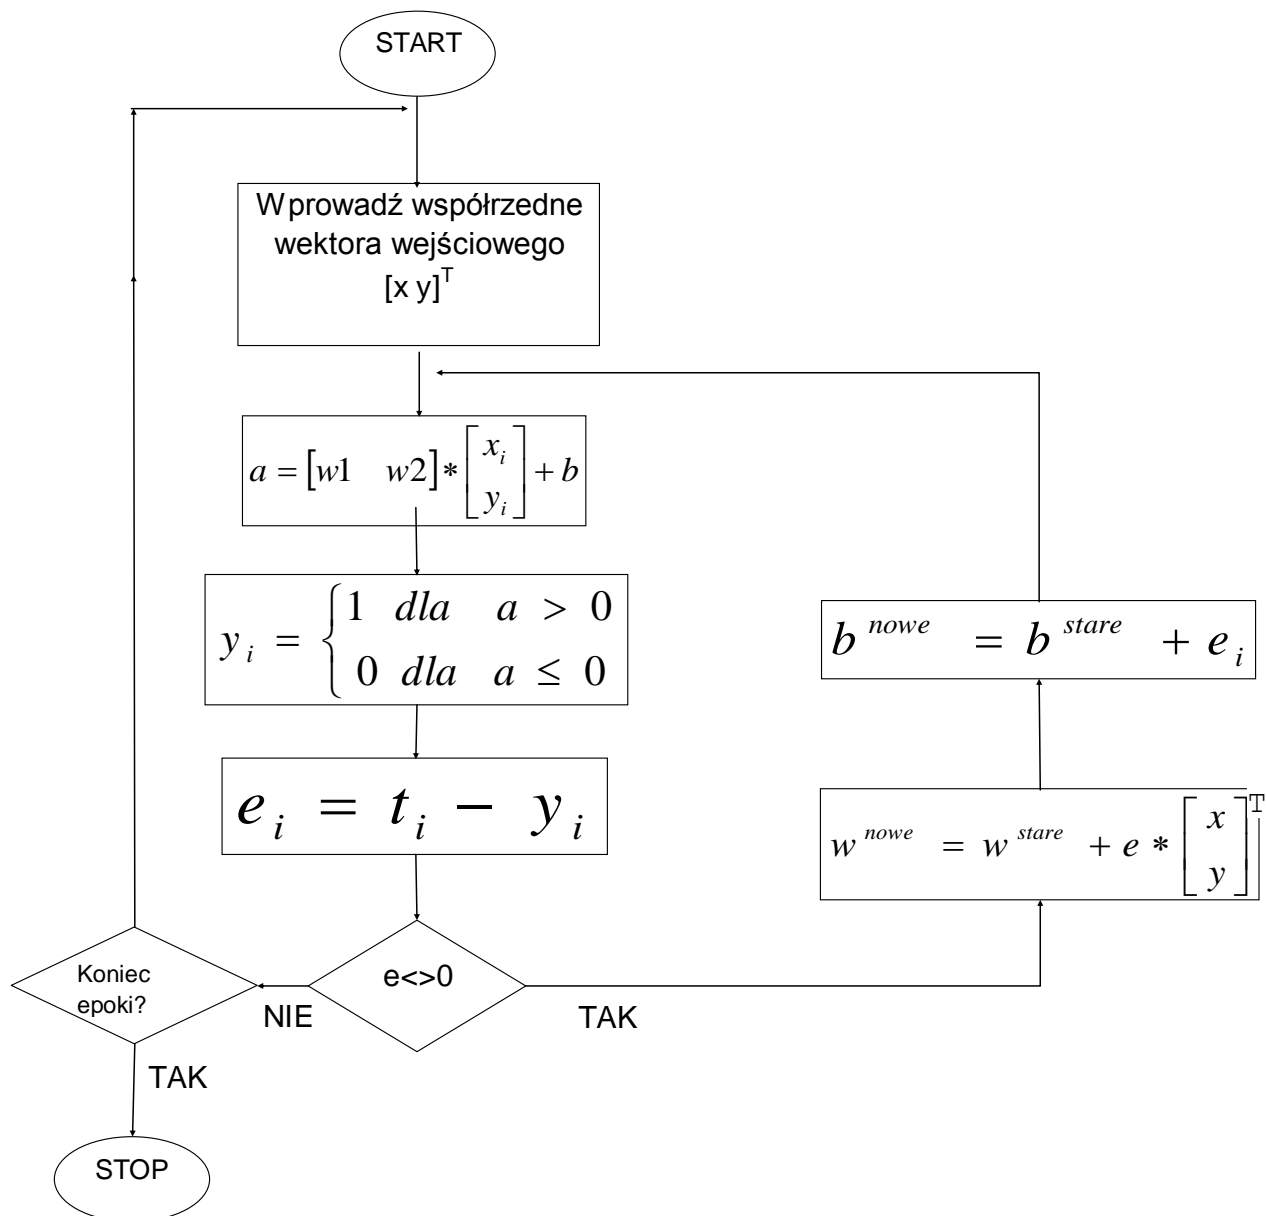 START
Wprowadź współrzedne
wektora wejściowego
[x y]^T
a = [w1 w2] * [x_i y_i] + b
y_i = { 1 dla a > 0
0 dla a ≤ 0
e_i = t_i − y_i
e<>0
NIE
TAK
Koniec
epoki?
TAK
STOP
w^nowe = w^stare + e * [x y]^T
b^nowe = b^stare + e_i